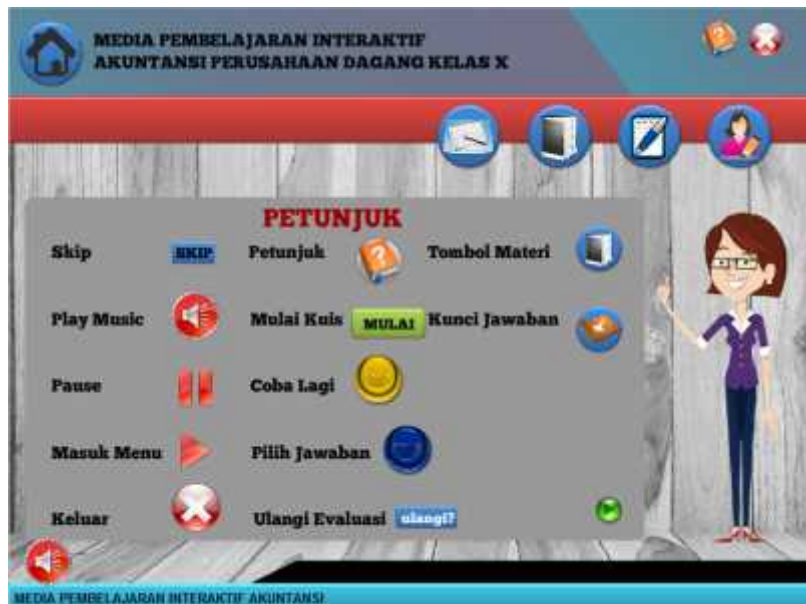 MEDIA PEMBELAJARAN INTERAKTIF
AKUNTANSI PERUSAHAAN DAGANG KELAS X
PETUNJUK
Skip SKIP Petunjuk Tombol Materi
Play Music Mulai Kuis MULAI Kunci Jawaban
Pause Coba Lagi
Masuk Menu Pilih Jawaban
Keluar Ulangi Evaluasi ulangi?
MEDIA PEMBELAJARAN INTERAKTIF AKUNTANSI